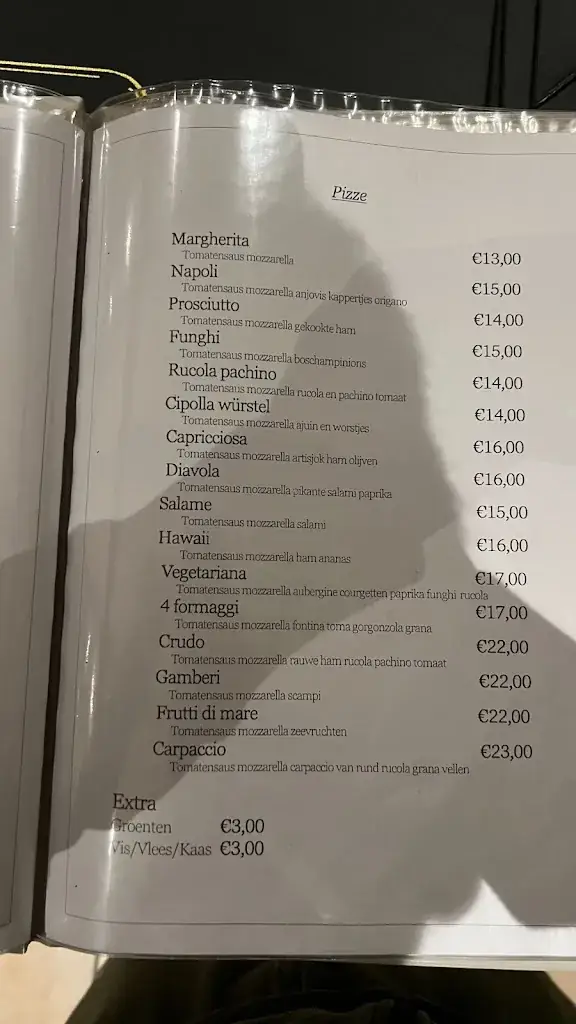 Pizze
Margherita
Tomatensaus mozzarella €13,00
Napoli
Tomatensaus mozzarella anjovis kappertjes origano €15,00
Prosciutto
Tomatensaus mozzarella gekookte ham €14,00
Funghi
Tomatensaus mozzarella boschampinions €15,00
Rucola pachino
Tomatensaus mozzarella rucola en pachino tomaat €14,00
Cipolla würstel
Tomatensaus mozzarella ajuin en worstjes €14,00
Capricciosa
Tomatensaus mozzarella artisjok ham olijven €16,00
Diavola
Tomatensaus mozzarella pikante salami paprika €16,00
Salame
Tomatensaus mozzarella salami €15,00
Hawaii
Tomatensaus mozzarella ham ananas €16,00
Vegetariana €17,00
Tomatensaus mozzarella aubergine courgetten paprika funghi rucola
4 formaggi €17,00
Tomatensaus mozzarella fontina toma gorgonzola grana
Crudo €22,00
Tomatensaus mozzarella rauwe ham rucola pachino tomaat
Gamberi €22,00
Tomatensaus mozzarella scampi
Frutti di mare €22,00
Tomatensaus mozzarella zeevruchten
Carpaccio €23,00
Tomatensaus mozzarella carpaccio van rund rucola grana vellen
Extra
Groenten €3,00
Vis/Vlees/Kaas €3,00